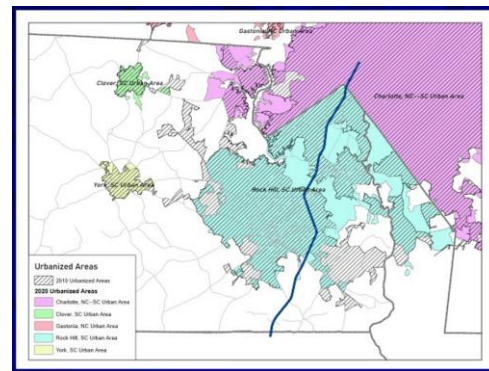 Gastonia, NC Urban Area
Clover, SC Urban Area
Charlotte, NC--SC Urban Area
York, SC Urban Area
Rock Hill, SC Urban Area
Urbanized Areas
2010 Urbanized Areas
2020 Urbanized Areas
Charlotte, NC--SC Urban Area
Clover, SC Urban Area
Gastonia, NC Urban Area
Rock Hill, SC Urban Area
York, SC Urban Area